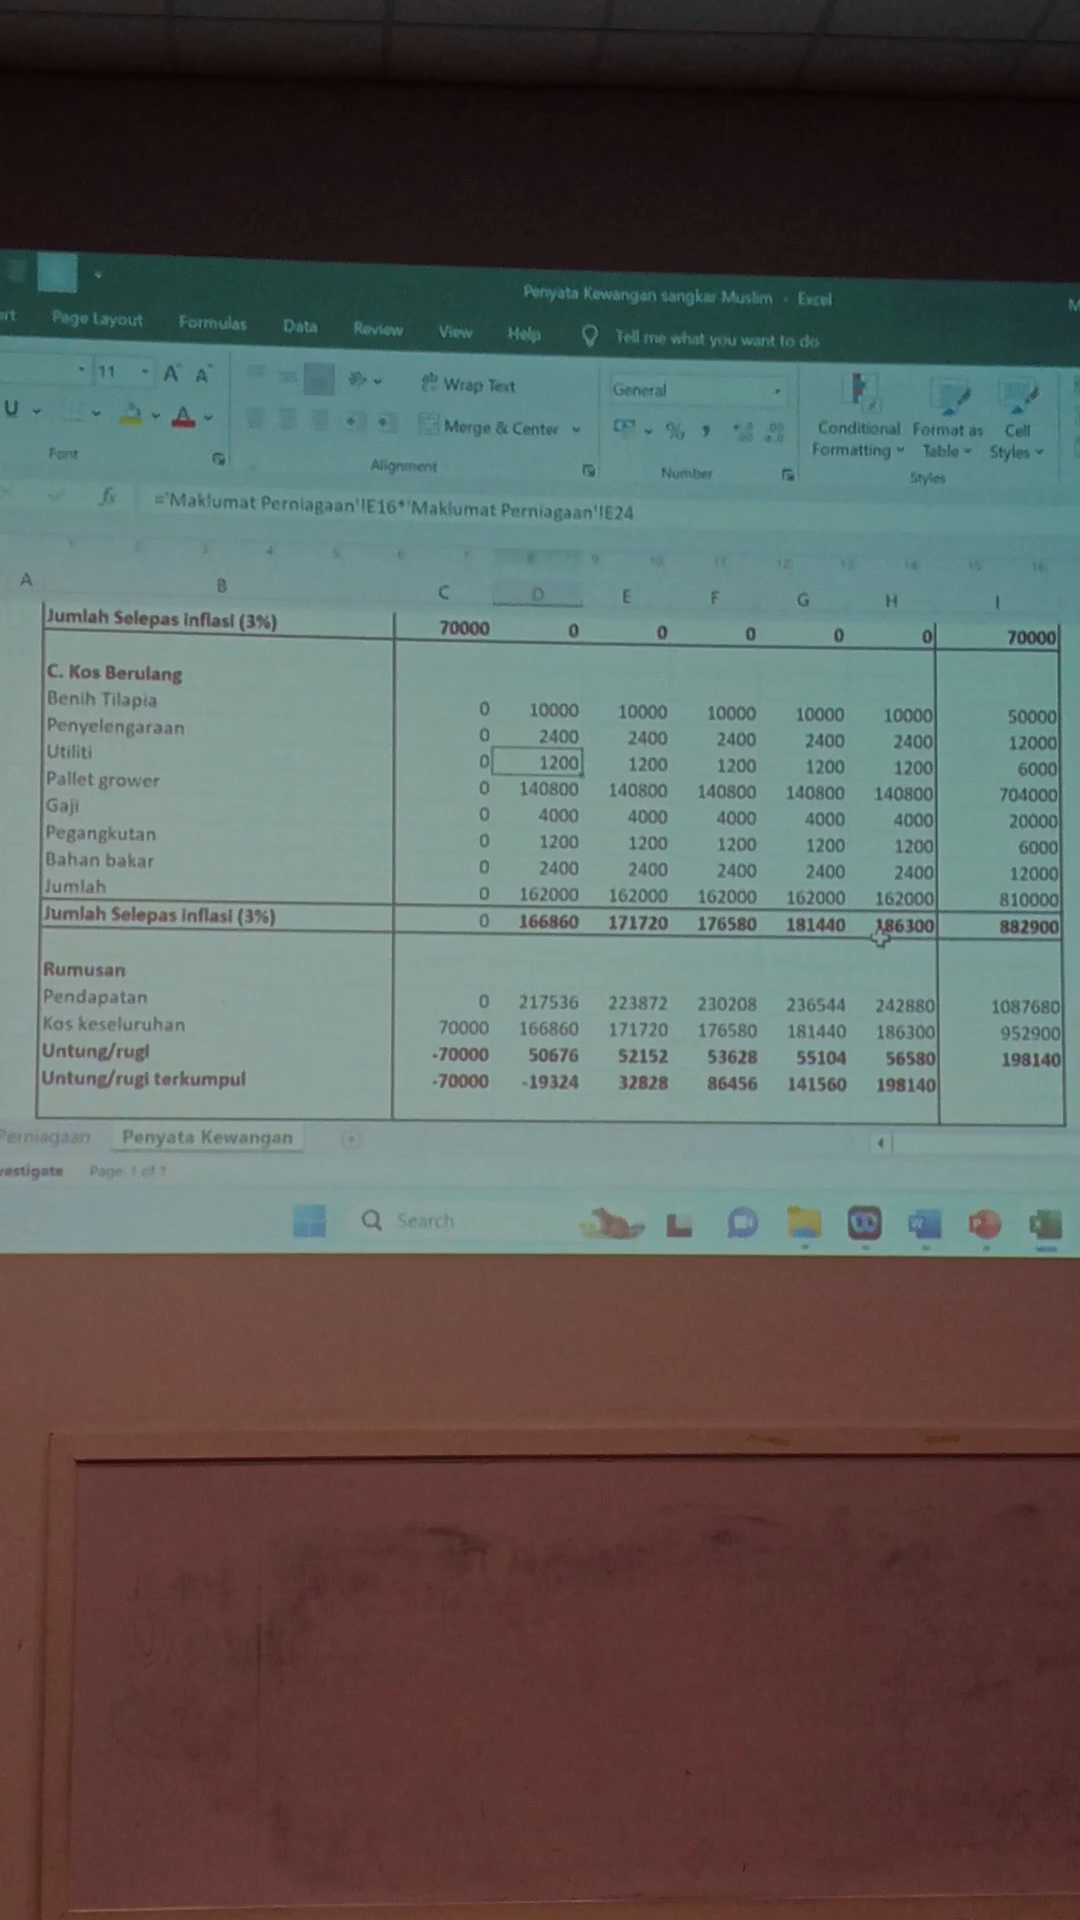 Penyata Kewangan sangkar Muslim - Excel
Page Layout Formulas Data Review View Help Tell me what you want to do
11 A A Wrap Text General
U A Merge & Center % , Conditional Formatting Format as Table Cell Styles
Font Alignment Number Styles
fx ='Maklumat Perniagaan'!E16*'Maklumat Perniagaan'!E24
A B C D E F G H I
Jumlah Selepas inflasi (3%) 70000 0 0 0 0 0 70000
C. Kos Berulang
Benih Tilapia 0 10000 10000 10000 10000 10000 50000
Penyelengaraan 0 2400 2400 2400 2400 2400 12000
Utiliti 0 1200 1200 1200 1200 1200 6000
Pallet grower 0 140800 140800 140800 140800 140800 704000
Gaji 0 4000 4000 4000 4000 4000 20000
Pegangkutan 0 1200 1200 1200 1200 1200 6000
Bahan bakar 0 2400 2400 2400 2400 2400 12000
Jumlah 0 162000 162000 162000 162000 162000 810000
Jumlah Selepas Inflasi (3%) 0 166860 171720 176580 181440 186300 882900
Rumusan
Pendapatan 0 217536 223872 230208 236544 242880 1087680
Kos keseluruhan 70000 166860 171720 176580 181440 186300 952900
Untung/rugi -70000 50676 52152 53628 55104 56580 198140
Untung/rugi terkumpul -70000 -19324 32828 86456 141560 198140
Perniagaan Penyata Kewangan
Page 1 of 1
Search